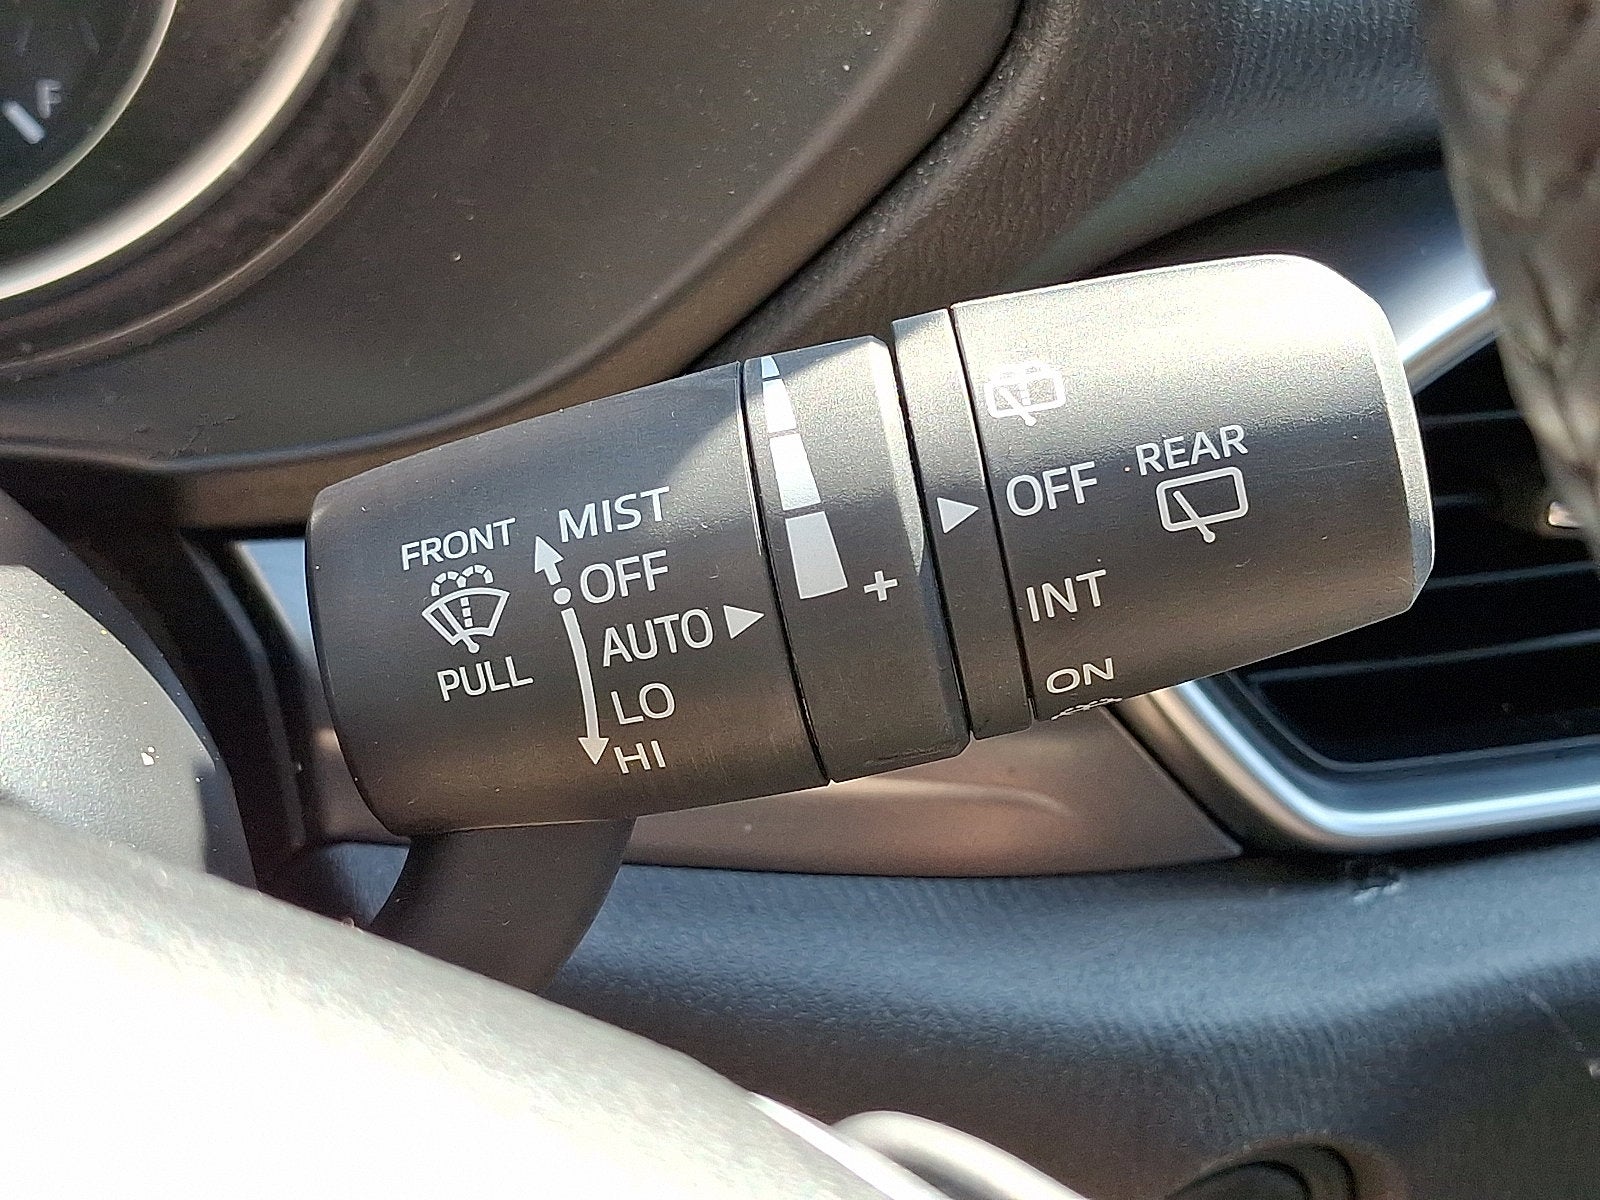 F
FRONT
PULL
MIST
OFF
AUTO
LO
HI
+
OFF
INT
ON
REAR